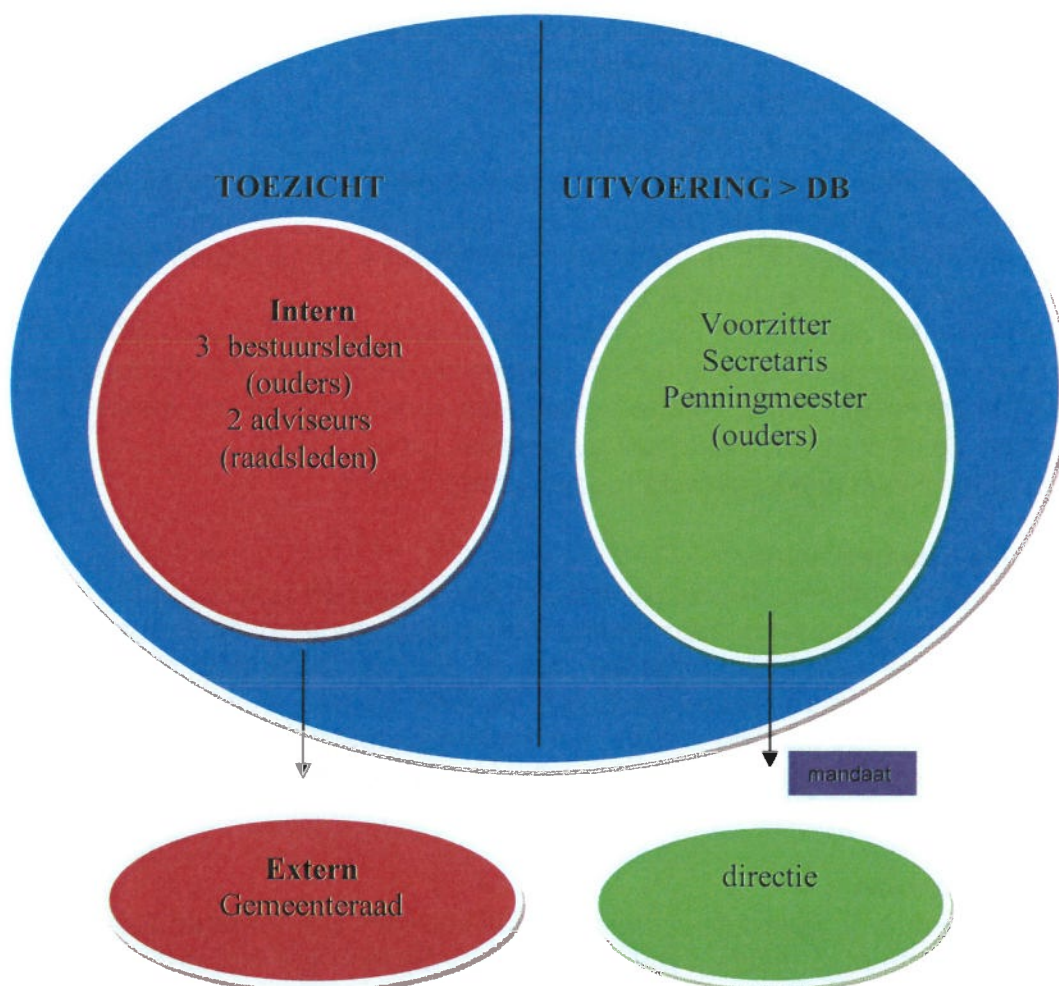 TOEZICHT
Intern
3 bestuursleden
(ouders)
2 adviseurs
(raadsleden)
UITVOERING > DB
Voorzitter
Secretaris
Penningmeester
(ouders)
mandaat
Extern
Gemeenteraad
directie